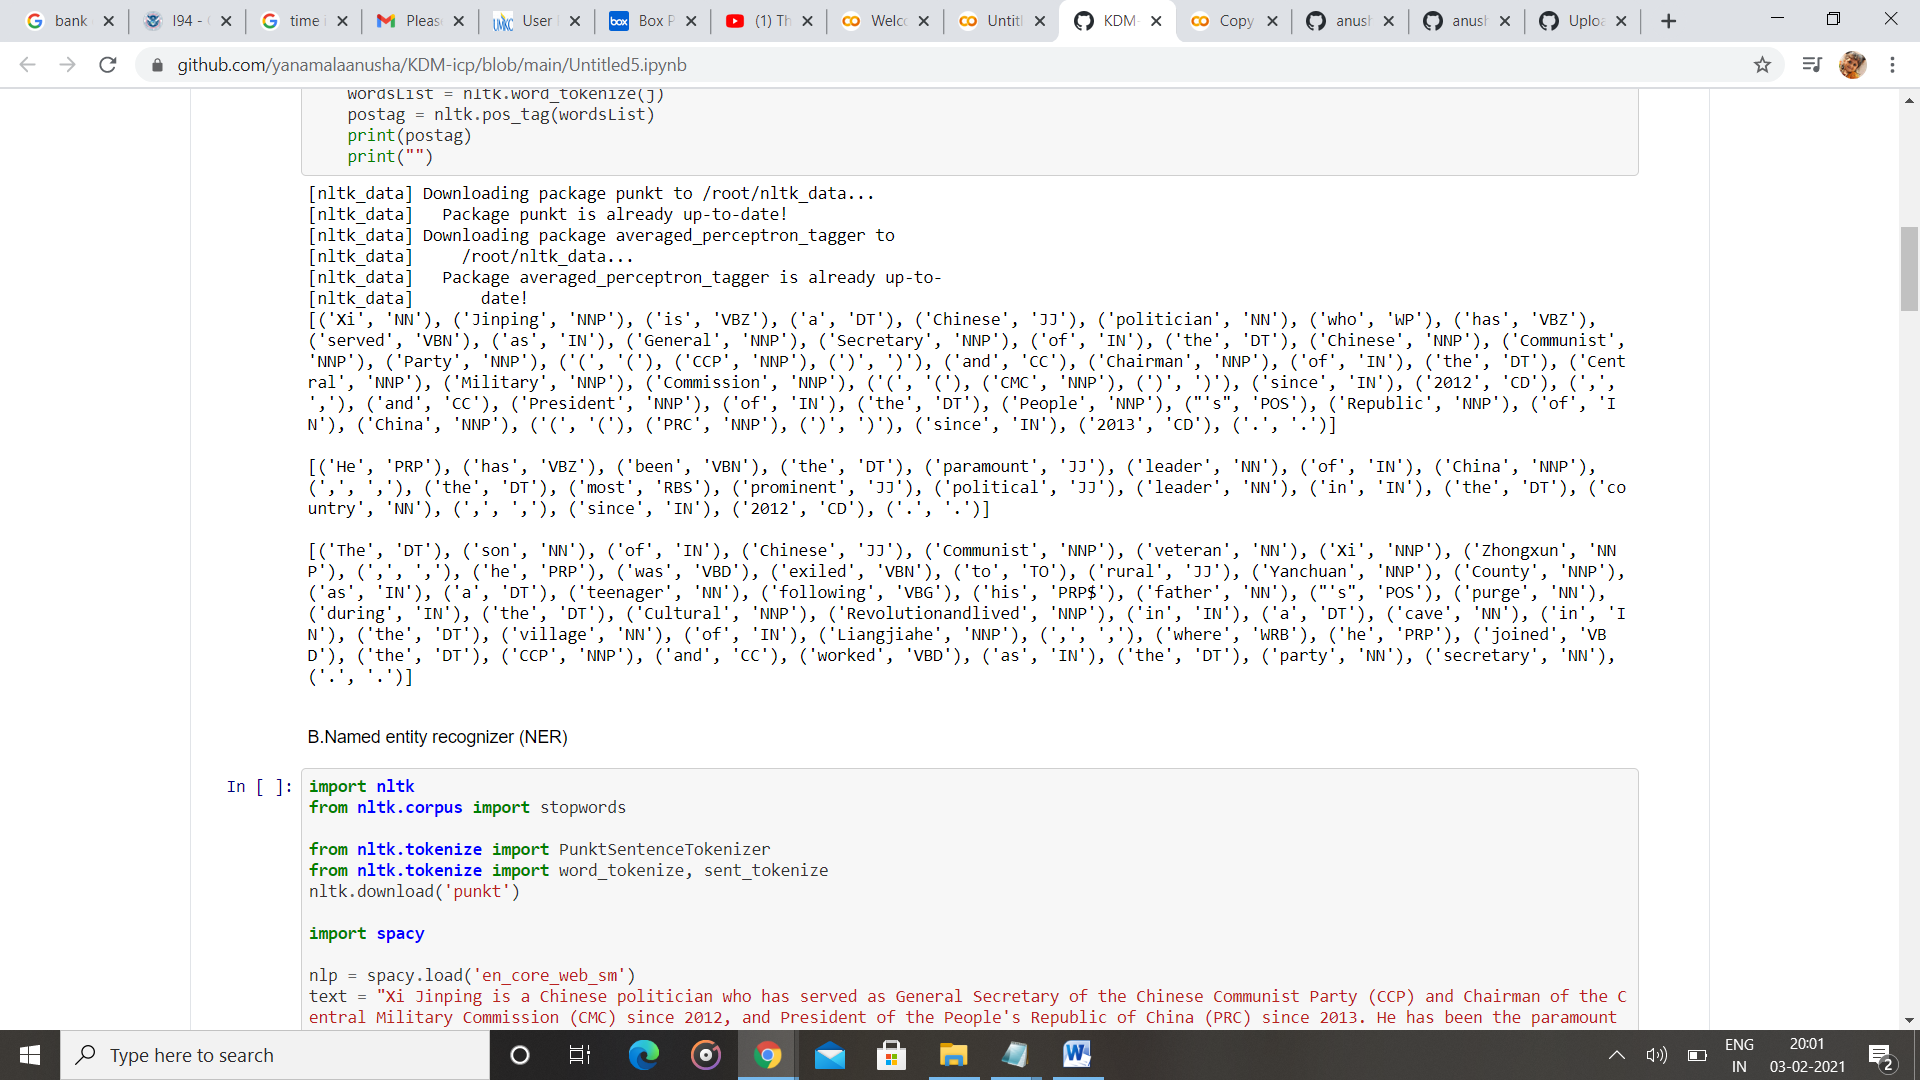 bank
I94 - 
time i
Pleas
User
Box P
(1) Th
Welc
Untitl
KDM-
Copy
anush
anush
Uploa
github.com/yanamalaanusha/KDM-icp/blob/main/Untitled5.ipynb
wordsList = nltk.word_tokenize(j)
postag = nltk.pos_tag(wordsList)
print(postag)
print("")
[nltk_data] Downloading package punkt to /root/nltk_data...
[nltk_data]   Package punkt is already up-to-date!
[nltk_data] Downloading package averaged_perceptron_tagger to
[nltk_data]     /root/nltk_data...
[nltk_data]   Package averaged_perceptron_tagger is already up-to-
[nltk_data]       date!
[('Xi', 'NN'), ('Jinping', 'NNP'), ('is', 'VBZ'), ('a', 'DT'), ('Chinese', 'JJ'), ('politician', 'NN'), ('who', 'WP'), ('has', 'VBZ'),
('served', 'VBN'), ('as', 'IN'), ('General', 'NNP'), ('Secretary', 'NNP'), ('of', 'IN'), ('the', 'DT'), ('Chinese', 'NNP'), ('Communist',
'NNP'), ('Party', 'NNP'), ('(', '('), ('CCP', 'NNP'), (')', ')'), ('and', 'CC'), ('Chairman', 'NNP'), ('of', 'IN'), ('the', 'DT'), ('Cent
ral', 'NNP'), ('Military', 'NNP'), ('Commission', 'NNP'), ('(', '('), ('CMC', 'NNP'), (')', ')'), ('since', 'IN'), ('2012', 'CD'), (',',
','), ('and', 'CC'), ('President', 'NNP'), ('of', 'IN'), ('the', 'DT'), ('People', 'NNP'), ("'s", 'POS'), ('Republic', 'NNP'), ('of', 'I
N'), ('China', 'NNP'), ('(', '('), ('PRC', 'NNP'), (')', ')'), ('since', 'IN'), ('2013', 'CD'), ('.', '.')]
[('He', 'PRP'), ('has', 'VBZ'), ('been', 'VBN'), ('the', 'DT'), ('paramount', 'JJ'), ('leader', 'NN'), ('of', 'IN'), ('China', 'NNP'),
(',', ','), ('the', 'DT'), ('most', 'RBS'), ('prominent', 'JJ'), ('political', 'JJ'), ('leader', 'NN'), ('in', 'IN'), ('the', 'DT'), ('co
untry', 'NN'), (',', ','), ('since', 'IN'), ('2012', 'CD'), ('.', '.')]
[('The', 'DT'), ('son', 'NN'), ('of', 'IN'), ('Chinese', 'JJ'), ('Communist', 'NNP'), ('veteran', 'NN'), ('Xi', 'NNP'), ('Zhongxun', 'NN
P'), (',', ','), ('he', 'PRP'), ('was', 'VBD'), ('exiled', 'VBN'), ('to', 'TO'), ('rural', 'JJ'), ('Yanchuan', 'NNP'), ('County', 'NNP'),
('as', 'IN'), ('a', 'DT'), ('teenager', 'NN'), ('following', 'VBG'), ('his', 'PRP$'), ('father', 'NN'), ("'s", 'POS'), ('purge', 'NN'),
('during', 'IN'), ('the', 'DT'), ('Cultural', 'NNP'), ('Revolutionandlived', 'NNP'), ('in', 'IN'), ('a', 'DT'), ('cave', 'NN'), ('in', 'I
N'), ('the', 'DT'), ('village', 'NN'), ('of', 'IN'), ('Liangjiahe', 'NNP'), (',', ','), ('where', 'WRB'), ('he', 'PRP'), ('joined', 'VB
D'), ('the', 'DT'), ('CCP', 'NNP'), ('and', 'CC'), ('worked', 'VBD'), ('as', 'IN'), ('the', 'DT'), ('party', 'NN'), ('secretary', 'NN'),
('.', '.')]
B.Named entity recognizer (NER)
In [ ]:
import nltk
from nltk.corpus import stopwords
from nltk.tokenize import PunktSentenceTokenizer
from nltk.tokenize import word_tokenize, sent_tokenize
nltk.download('punkt')
import spacy
nlp = spacy.load('en_core_web_sm')
text = "Xi Jinping is a Chinese politician who has served as General Secretary of the Chinese Communist Party (CCP) and Chairman of the C
entral Military Commission (CMC) since 2012, and President of the People's Republic of China (PRC) since 2013. He has been the paramount
Type here to search
ENG
IN
20:01
03-02-2021
2